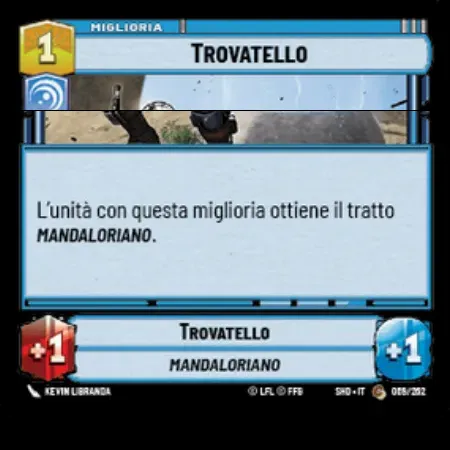 MIGLIORIA
1
TROVATELLO
L'unità con questa miglioria ottiene il tratto
MANDALORIANO.
+1
TROVATELLO
+1
MANDALORIANO
KEVIN LIBRANDA
© LFL © FFG
SHD • IT
069/262